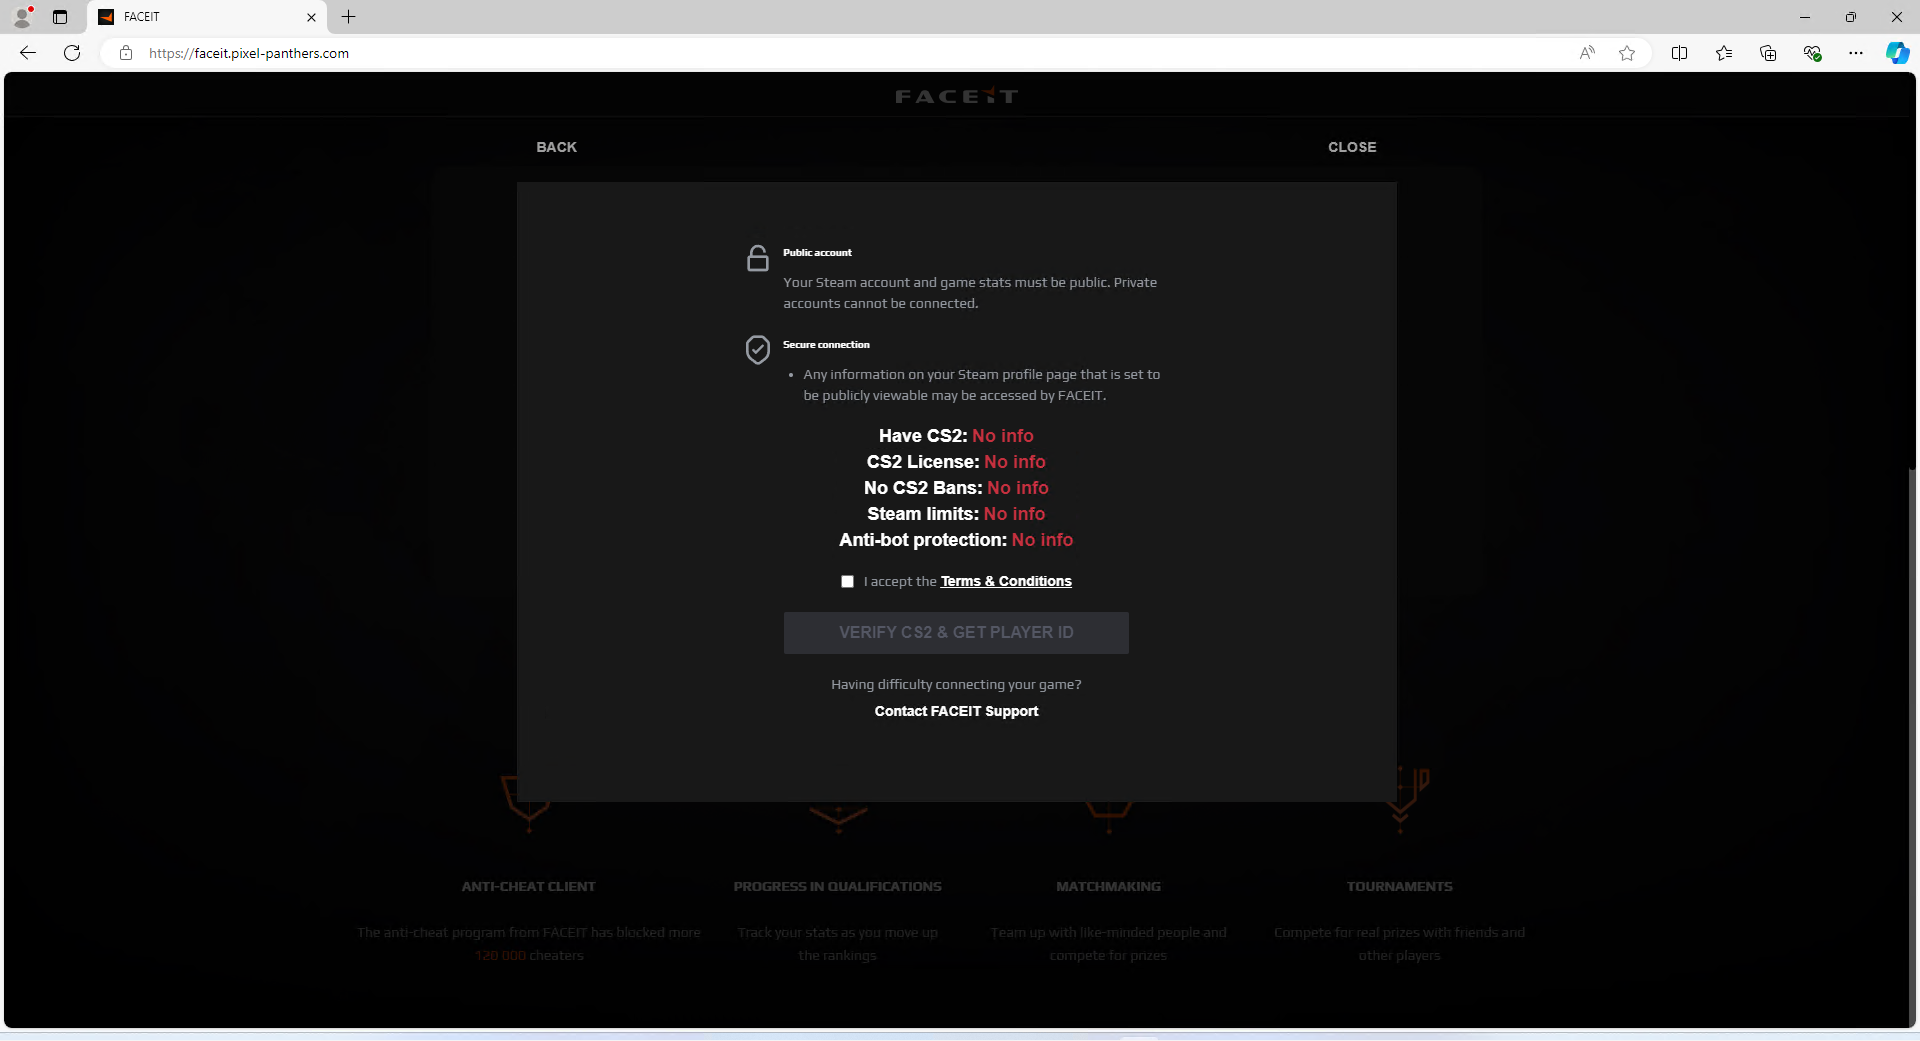 FACEIT
https://faceit.pixel-panthers.com
FACEIT
BACK
CLOSE
Public account
Your Steam account and game stats must be public. Private
accounts cannot be connected.
Secure connection
• Any information on your Steam profile page that is set to
be publicly viewable may be accessed by FACEIT.
Have CS2: No info
CS2 License: No info
No CS2 Bans: No info
Steam limits: No info
Anti-bot protection: No info
I accept the Terms & Conditions
VERIFY CS2 & GET PLAYER ID
Having difficulty connecting your game?
Contact FACEIT Support
ANTI-CHEAT CLIENT
The anti-cheat program from FACEIT has blocked more
120 000 cheaters
PROGRESS IN QUALIFICATIONS
Track your stats as you move up
the rankings
MATCHMAKING
Team up with like-minded people and
compete for prizes
TOURNAMENTS
Compete for real prizes with friends and
other players